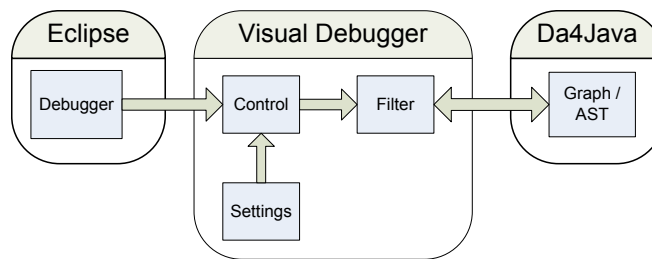 Eclipse
Visual Debugger
Da4Java
Debugger
Control
Filter
Graph /
AST
Settings